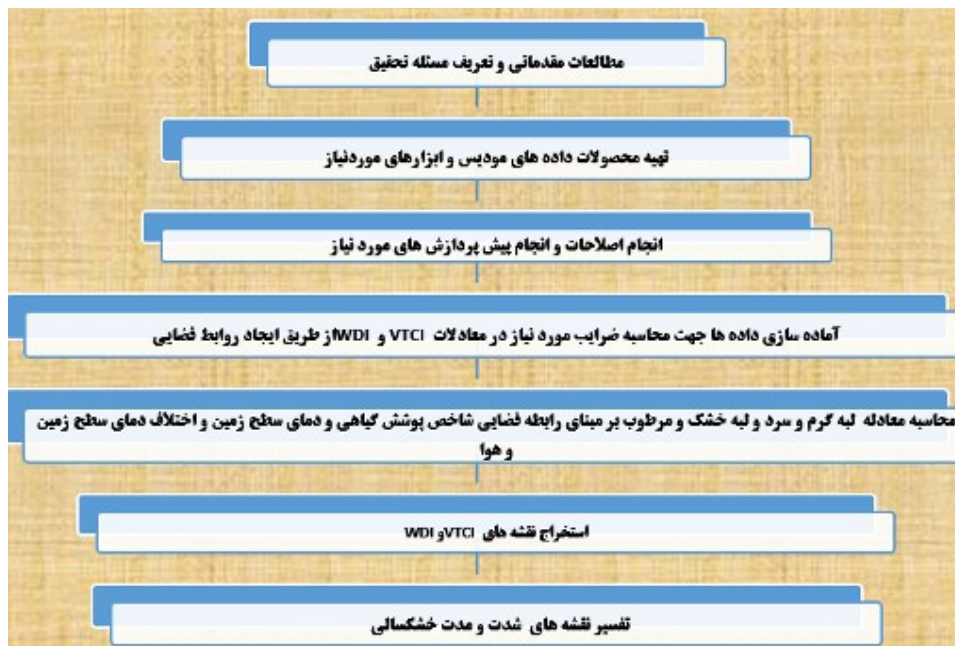 مطالعات مقدماتی و تعریف مسئله تحقیق
تهیه محصولات داده های مودیس و ابزارهای موردنیاز
انجام اصلاحات و انجام پیش پردازش های مورد نیاز
آماده سازی داده ها جهت محاسبه ضرایب مورد نیاز در معادلات VTCI و WDIاز طریق ایجاد روابط فضایی
محاسبه معادله لبه گرم و سرد و لبه خشک و مرطوب بر مبنای رابطه فضایی شاخص پوشش گیاهی و دمای سطح زمین و اختلاف دمای سطح زمین
و هوا
استخراج نقشه های VTCIو WDI
تفسیر نقشه های شدت و مدت خشکسالی